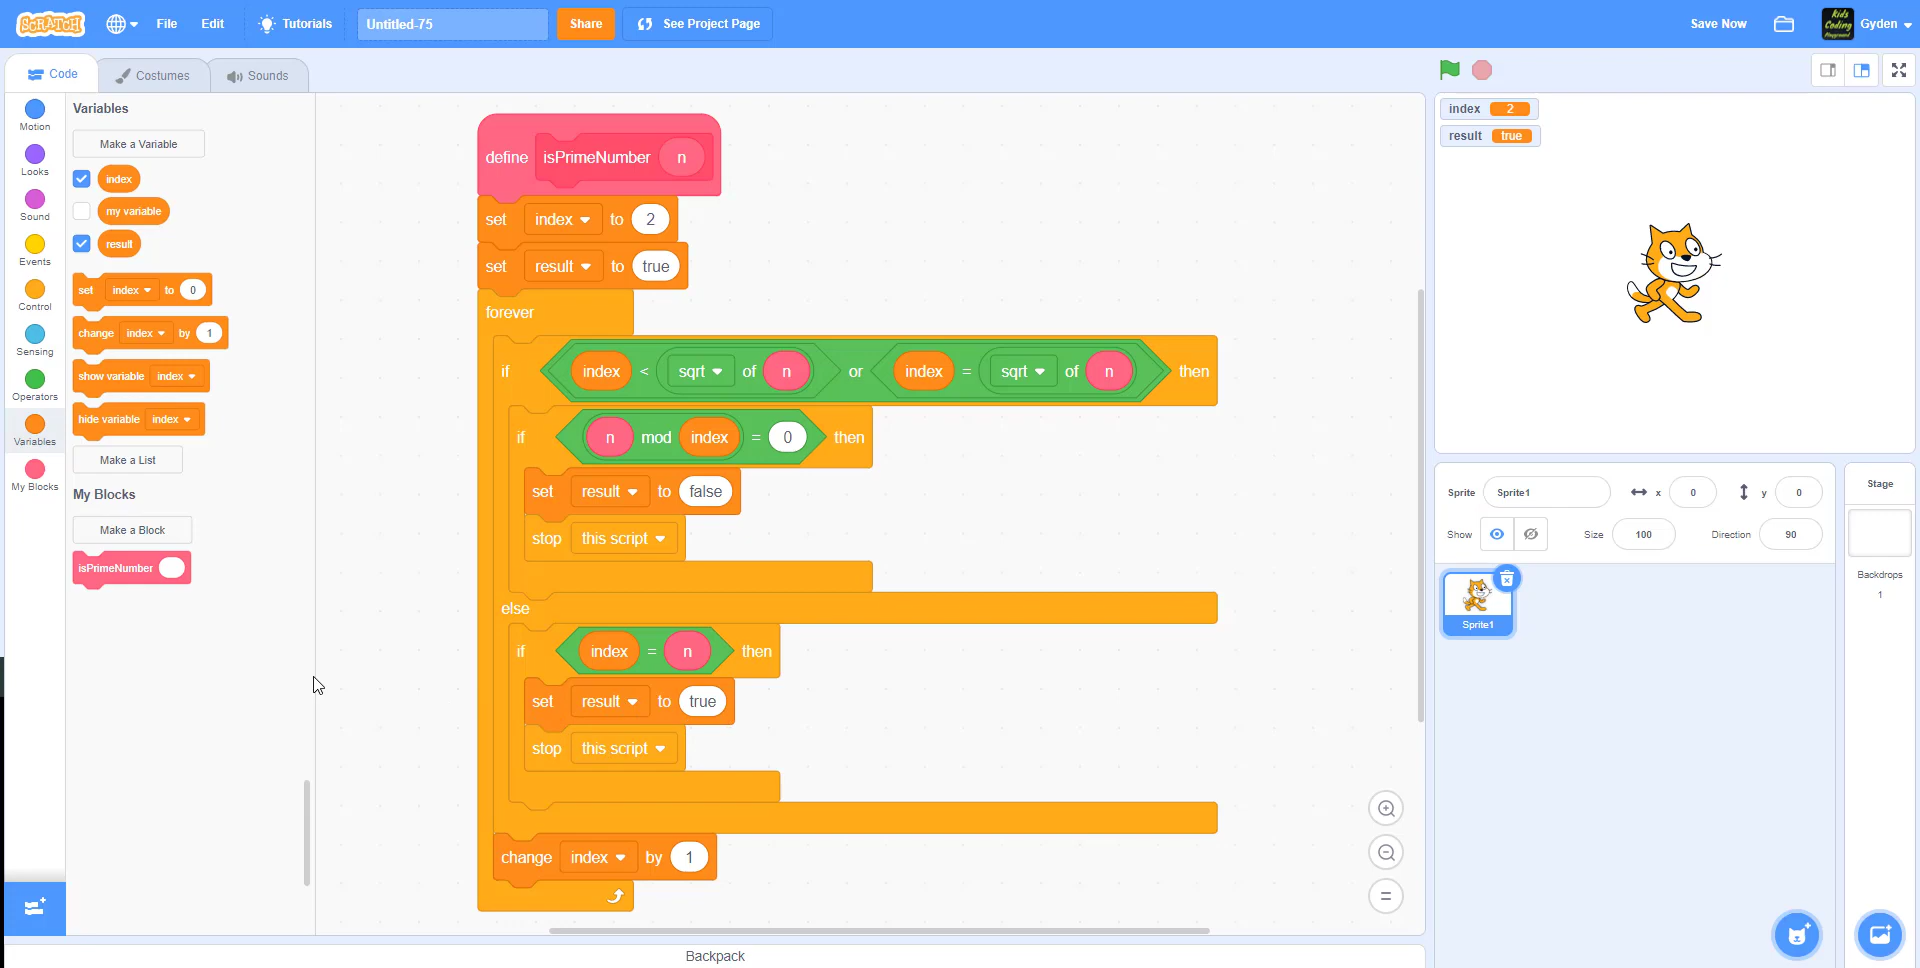 SCRATCH
File
Edit
Tutorials
Untitled-75
Share
See Project Page
Save Now
Kids Coding Playground
Gyden
Code
Costumes
Sounds
Motion
Looks
Sound
Events
Control
Sensing
Operators
Variables
My Blocks
Variables
Make a Variable
index
my variable
result
set index to 0
change index by 1
show variable index
hide variable index
Make a List
My Blocks
Make a Block
isPrimeNumber
define isPrimeNumber n
set index to 2
set result to true
forever
if index < sqrt of n or index = sqrt of n then
if n mod index = 0 then
set result to false
stop this script
else
if index = n then
set result to true
stop this script
change index by 1
Backpack
index 2
result true
Sprite Sprite1 x 0 y 0
Show Size 100 Direction 90
Sprite1
Stage
Backdrops
1